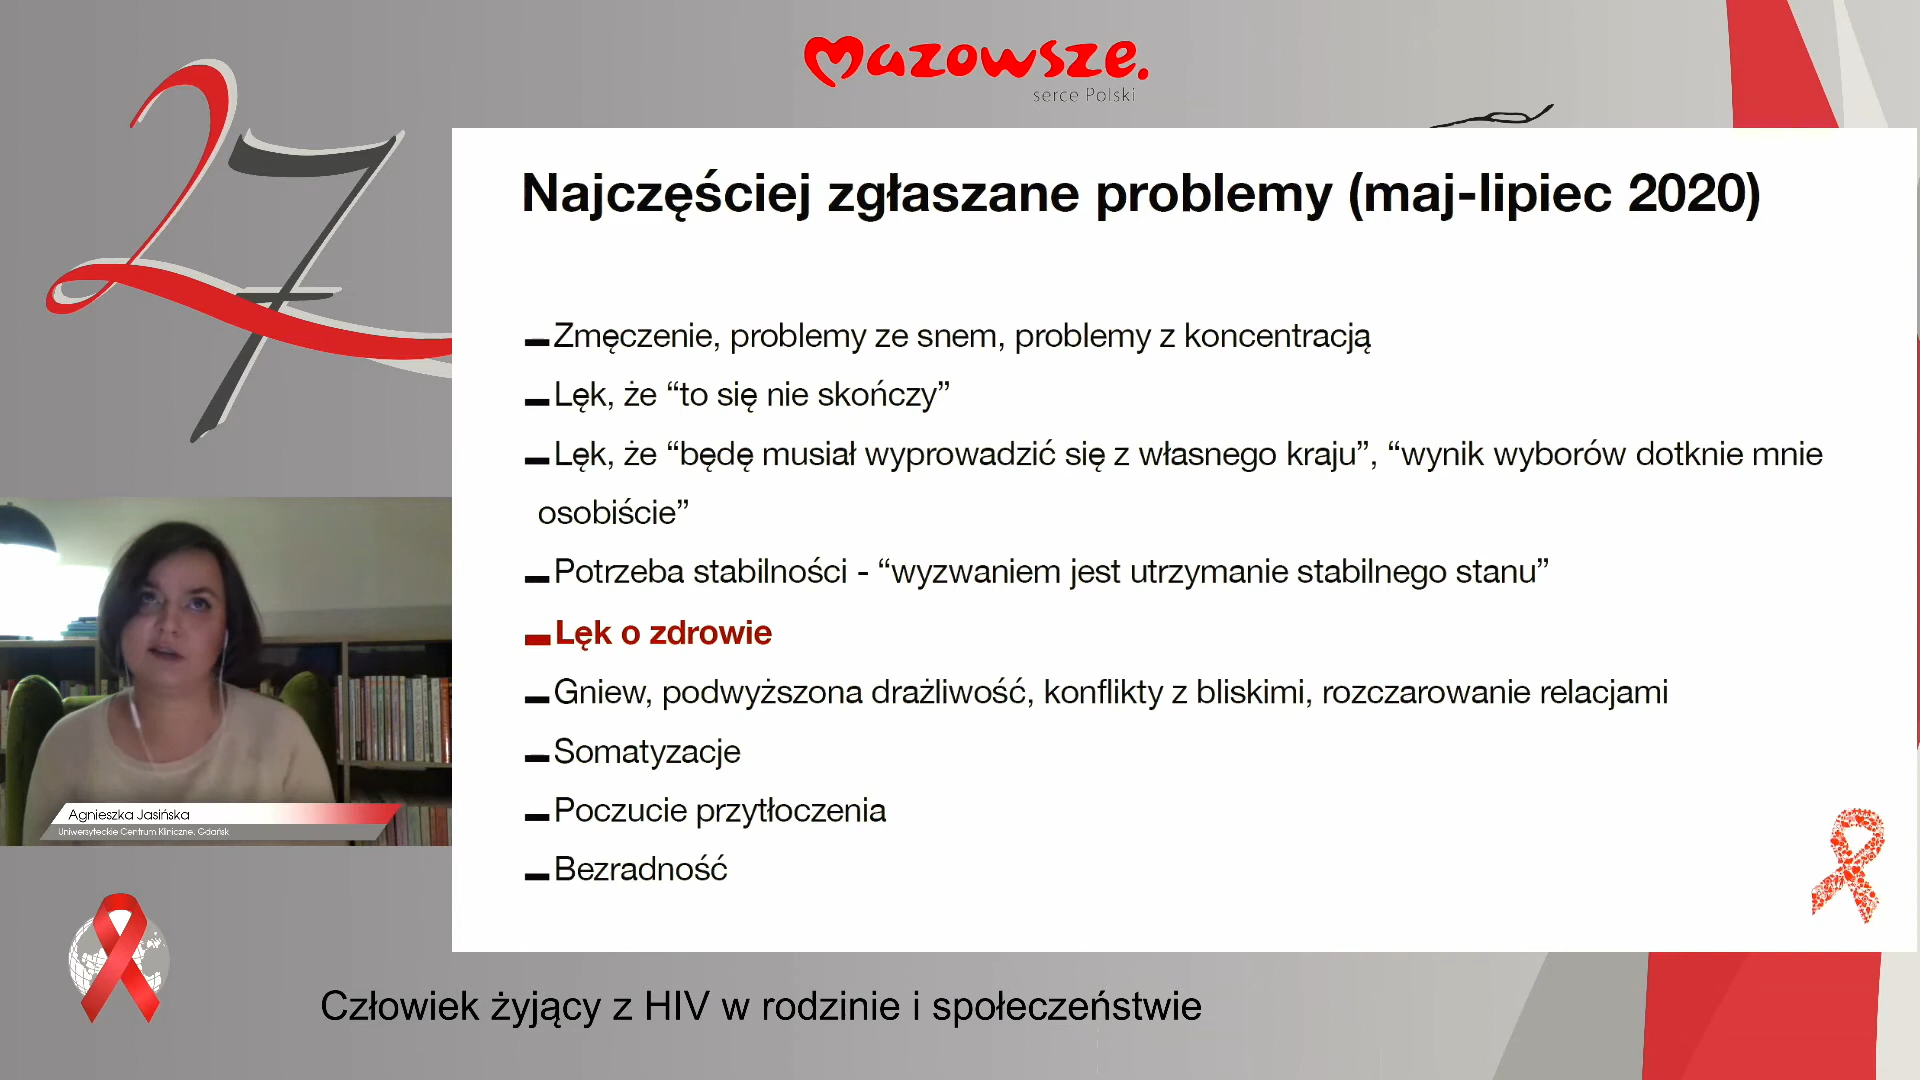 Mazowsze.
serce Polski
27
Najczęściej zgłaszane problemy (maj-lipiec 2020)
Zmęczenie, problemy ze snem, problemy z koncentracją
Lęk, że “to się nie skończy”
Lęk, że “będę musiał wyprowadzić się z własnego kraju”, “wynik wyborów dotknie mnie
osobiście”
Potrzeba stabilności - “wyzwaniem jest utrzymanie stabilnego stanu”
Lęk o zdrowie
Gniew, podwyższona drażliwość, konflikty z bliskimi, rozczarowanie relacjami
Somatyzacje
Poczucie przytłoczenia
Bezradność
Agnieszka Jasińska
Uniwersyteckie Centrum Kliniczne, Gdańsk
Człowiek żyjący z HIV w rodzinie i społeczeństwie